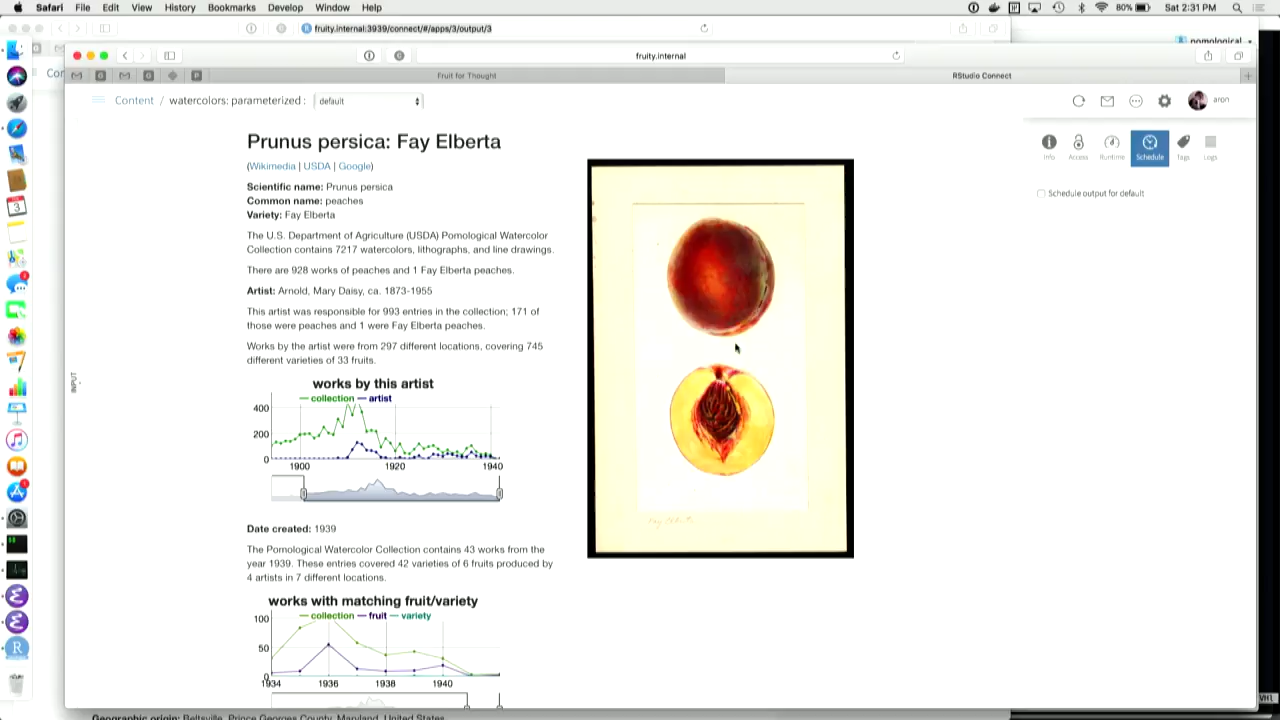 Safari File Edit View History Bookmarks Develop Window Help 80% Sat 2:31 PM
fruity.internal:3939/connect/#/apps/3/output/3
pomological
fruity.internal
Fruit for Thought RStudio Connect
Content / watercolors: parameterized : default
aron
Info Access Runtime Schedule Tags Logs
Schedule output for default
INPUT
Prunus persica: Fay Elberta
(Wikimedia | USDA | Google)
Scientific name: Prunus persica
Common name: peaches
Variety: Fay Elberta
The U.S. Department of Agriculture (USDA) Pomological Watercolor
Collection contains 7217 watercolors, lithographs, and line drawings.
There are 928 works of peaches and 1 Fay Elberta peaches.
Artist: Arnold, Mary Daisy, ca. 1873-1955
This artist was responsible for 993 entries in the collection; 171 of
those were peaches and 1 were Fay Elberta peaches.
Works by the artist were from 297 different locations, covering 745
different varieties of 33 fruits.
works by this artist
collection artist
400
200
0
1900 1920 1940
Date created: 1939
The Pomological Watercolor Collection contains 43 works from the
year 1939. These entries covered 42 varieties of 6 fruits produced by
4 artists in 7 different locations.
works with matching fruit/variety
collection fruit variety
100
50
0
1934 1936 1938 1940
Geographic origin: Beltsville, Prince Georges County, Maryland, United States